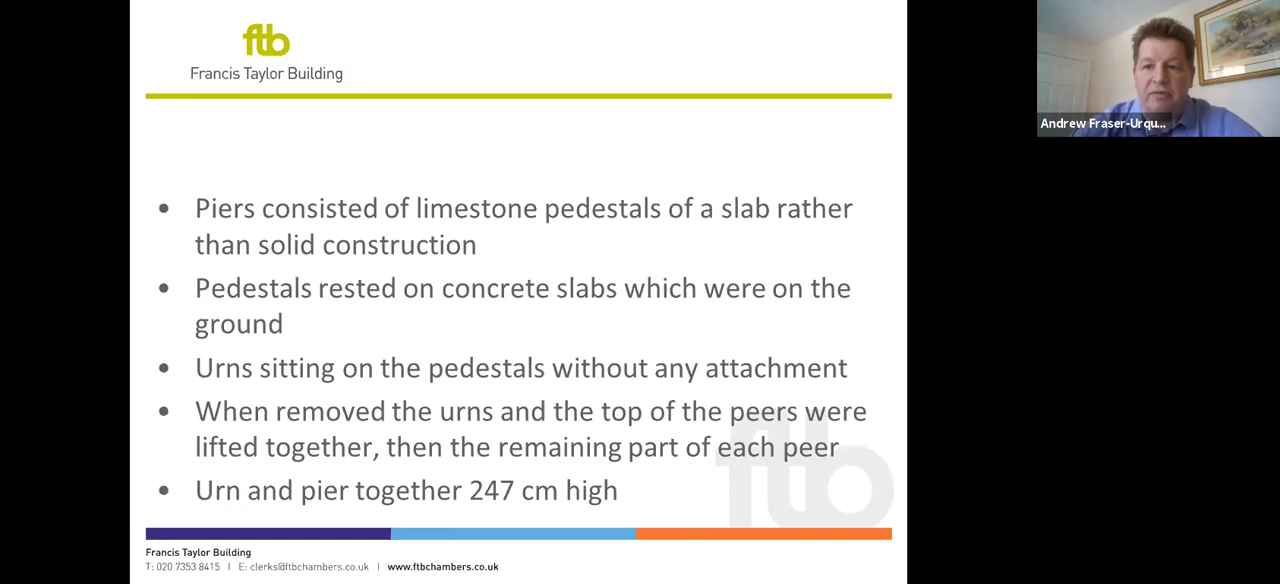 ftb
Francis Taylor Building
• Piers consisted of limestone pedestals of a slab rather
than solid construction
• Pedestals rested on concrete slabs which were on the
ground
• Urns sitting on the pedestals without any attachment
• When removed the urns and the top of the peers were
lifted together, then the remaining part of each peer
• Urn and pier together 247 cm high
ftb
Francis Taylor Building
T: 020 7353 8415 I E: clerks@ftbchambers.co.uk I www.ftbchambers.co.uk
Andrew Fraser-Urqu...